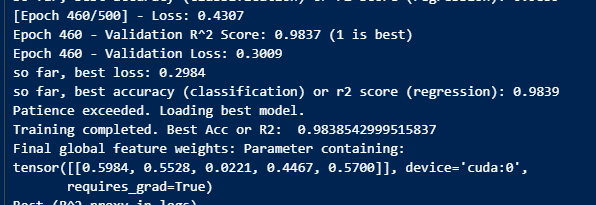 so far, best accuracy (classification) or r2 score (regression):
[Epoch 460/500] - Loss: 0.4307
Epoch 460 - Validation R^2 Score: 0.9837 (1 is best)
Epoch 460 - Validation Loss: 0.3009
so far, best loss: 0.2984
so far, best accuracy (classification) or r2 score (regression): 0.9839
Patience exceeded. Loading best model.
Training completed. Best Acc or R2:  0.9838542999515837
Final global feature weights: Parameter containing:
tensor([[0.5984, 0.5528, 0.0221, 0.4467, 0.5700]], device='cuda:0',
       requires_grad=True)
Best (R^2 proxy in logs)